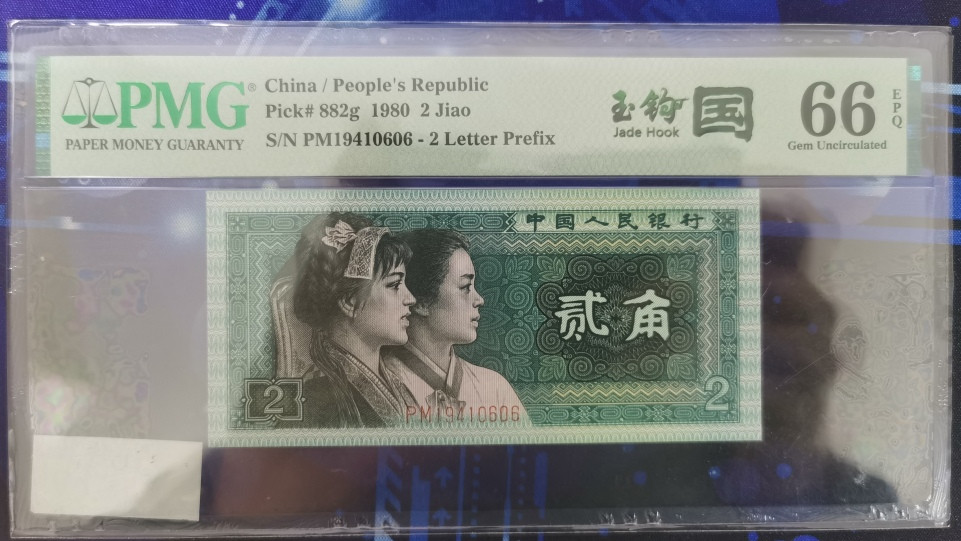 PMG®
PAPER MONEY GUARANTY
China / People's Republic
Pick# 882g 1980 2 Jiao
S/N PM19410606 - 2 Letter Prefix
玉钩国
Jade Hook
66
EPQ
Gem Uncirculated
中国人民银行
贰角
2
PM19410606
2